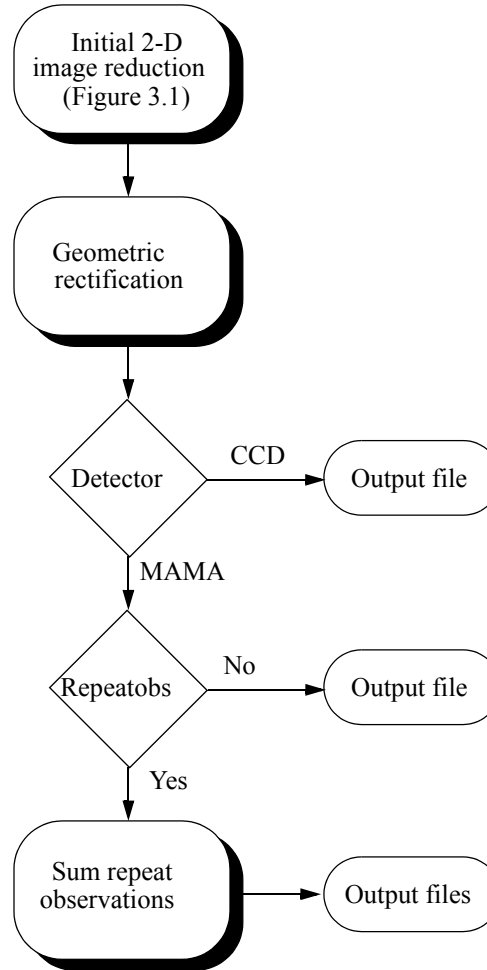 Initial 2-D
image reduction
(Figure 3.1)
Geometric
rectification
Detector
CCD
Output file
MAMA
Repeatobs
No
Output file
Yes
Sum repeat
observations
Output files